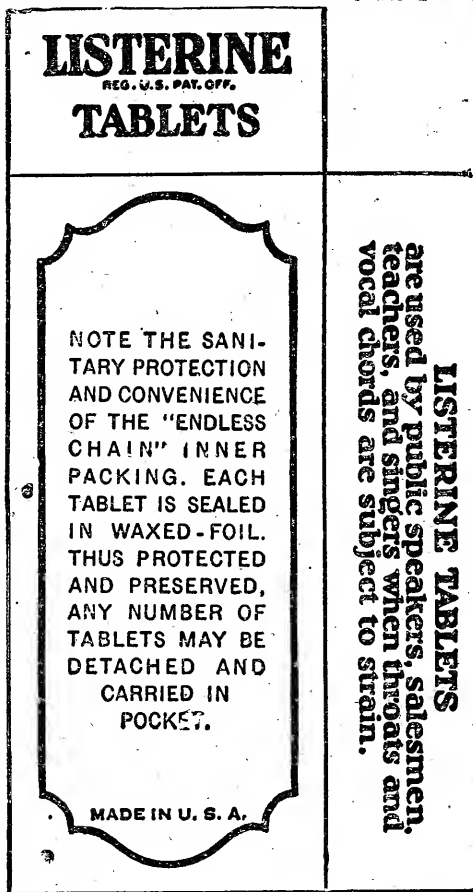 LISTERINE
REG. U.S. PAT. OFF.
TABLETS
NOTE THE SANI-
TARY PROTECTION
AND CONVENIENCE
OF THE "ENDLESS
CHAIN" INNER
PACKING. EACH
TABLET IS SEALED
IN WAXED-FOIL.
THUS PROTECTED
AND PRESERVED,
ANY NUMBER OF
TABLETS MAY BE
DETACHED AND
CARRIED IN
POCKET.
MADE IN U. S. A.
LISTERINE TABLETS
are used by public speakers, salesmen,
teachers, and singers when throats and
vocal chords are subject to strain.